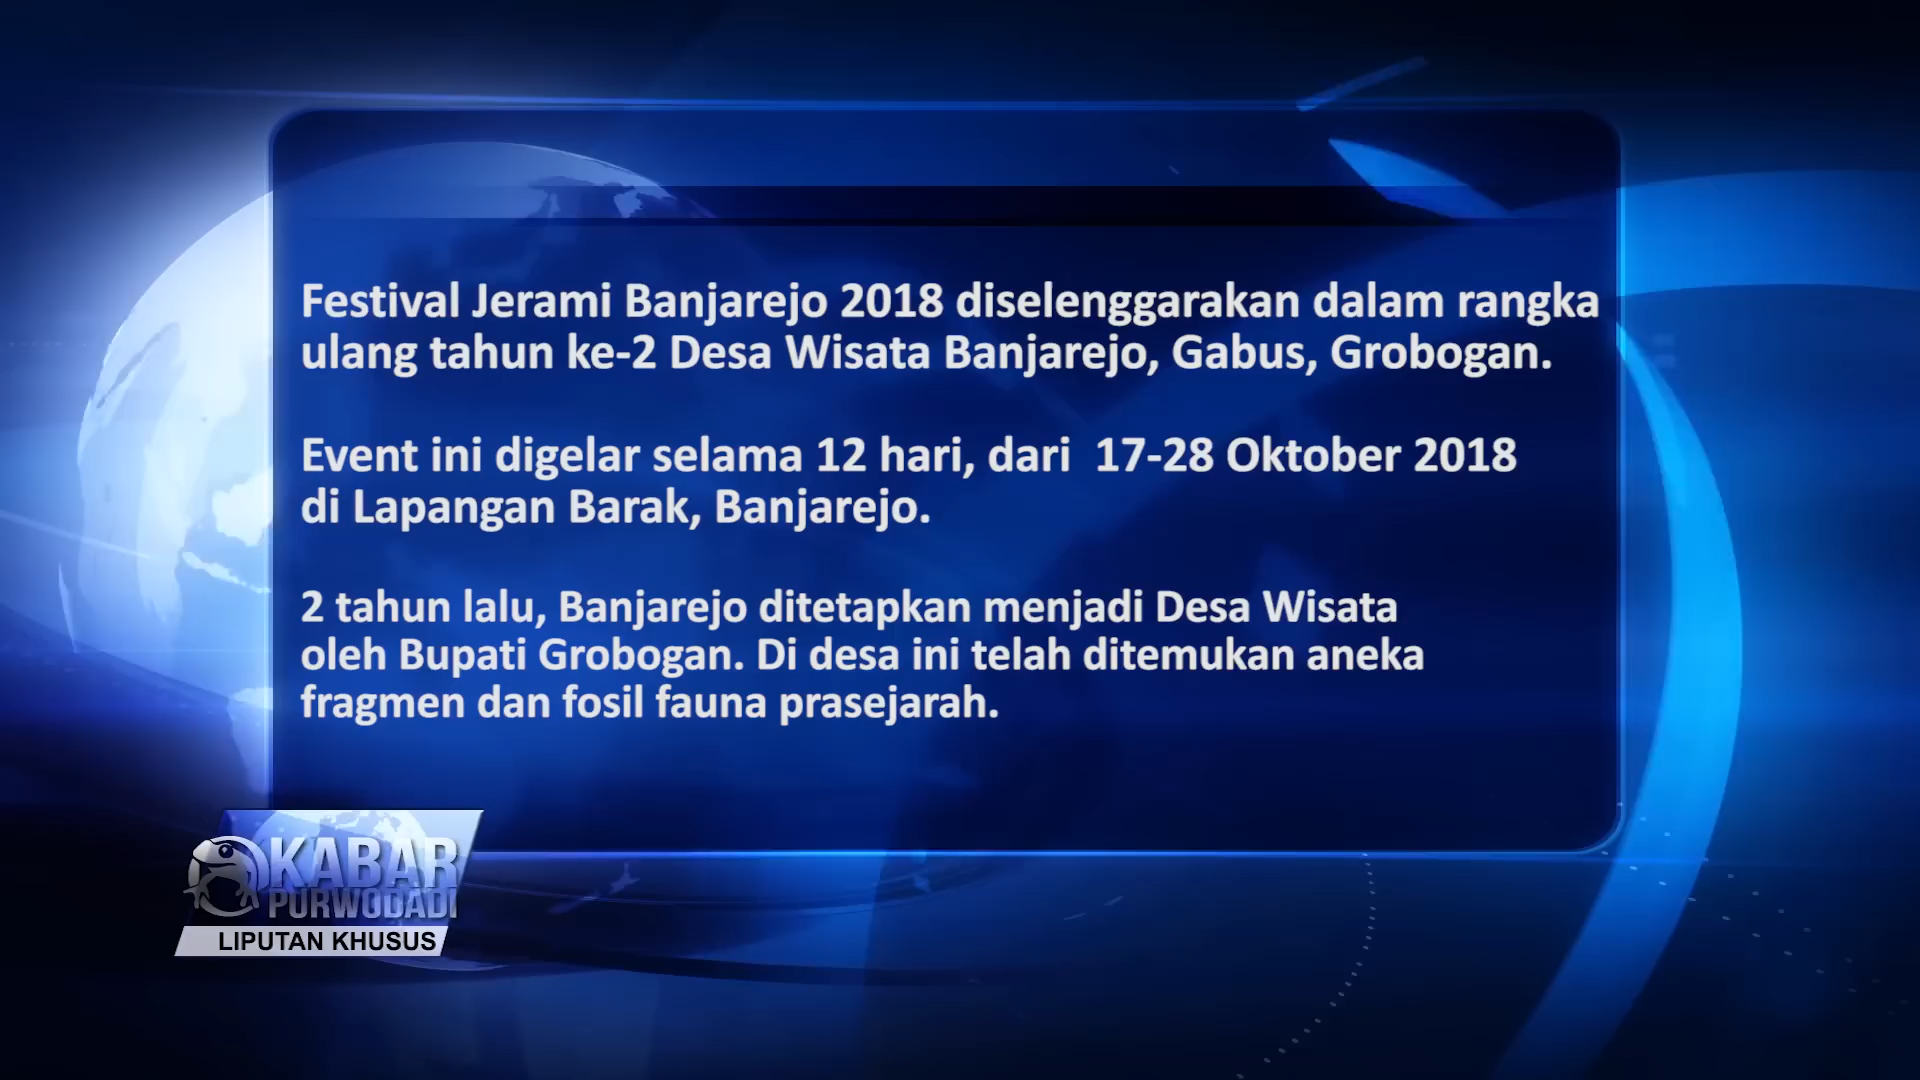 Festival Jerami Banjarejo 2018 diselenggarakan dalam rangka
ulang tahun ke-2 Desa Wisata Banjarejo, Gabus, Grobogan.
Event ini digelar selama 12 hari, dari  17-28 Oktober 2018
di Lapangan Barak, Banjarejo.
2 tahun lalu, Banjarejo ditetapkan menjadi Desa Wisata
oleh Bupati Grobogan. Di desa ini telah ditemukan aneka
fragmen dan fosil fauna prasejarah.
KABAR
PURWODADI
LIPUTAN KHUSUS